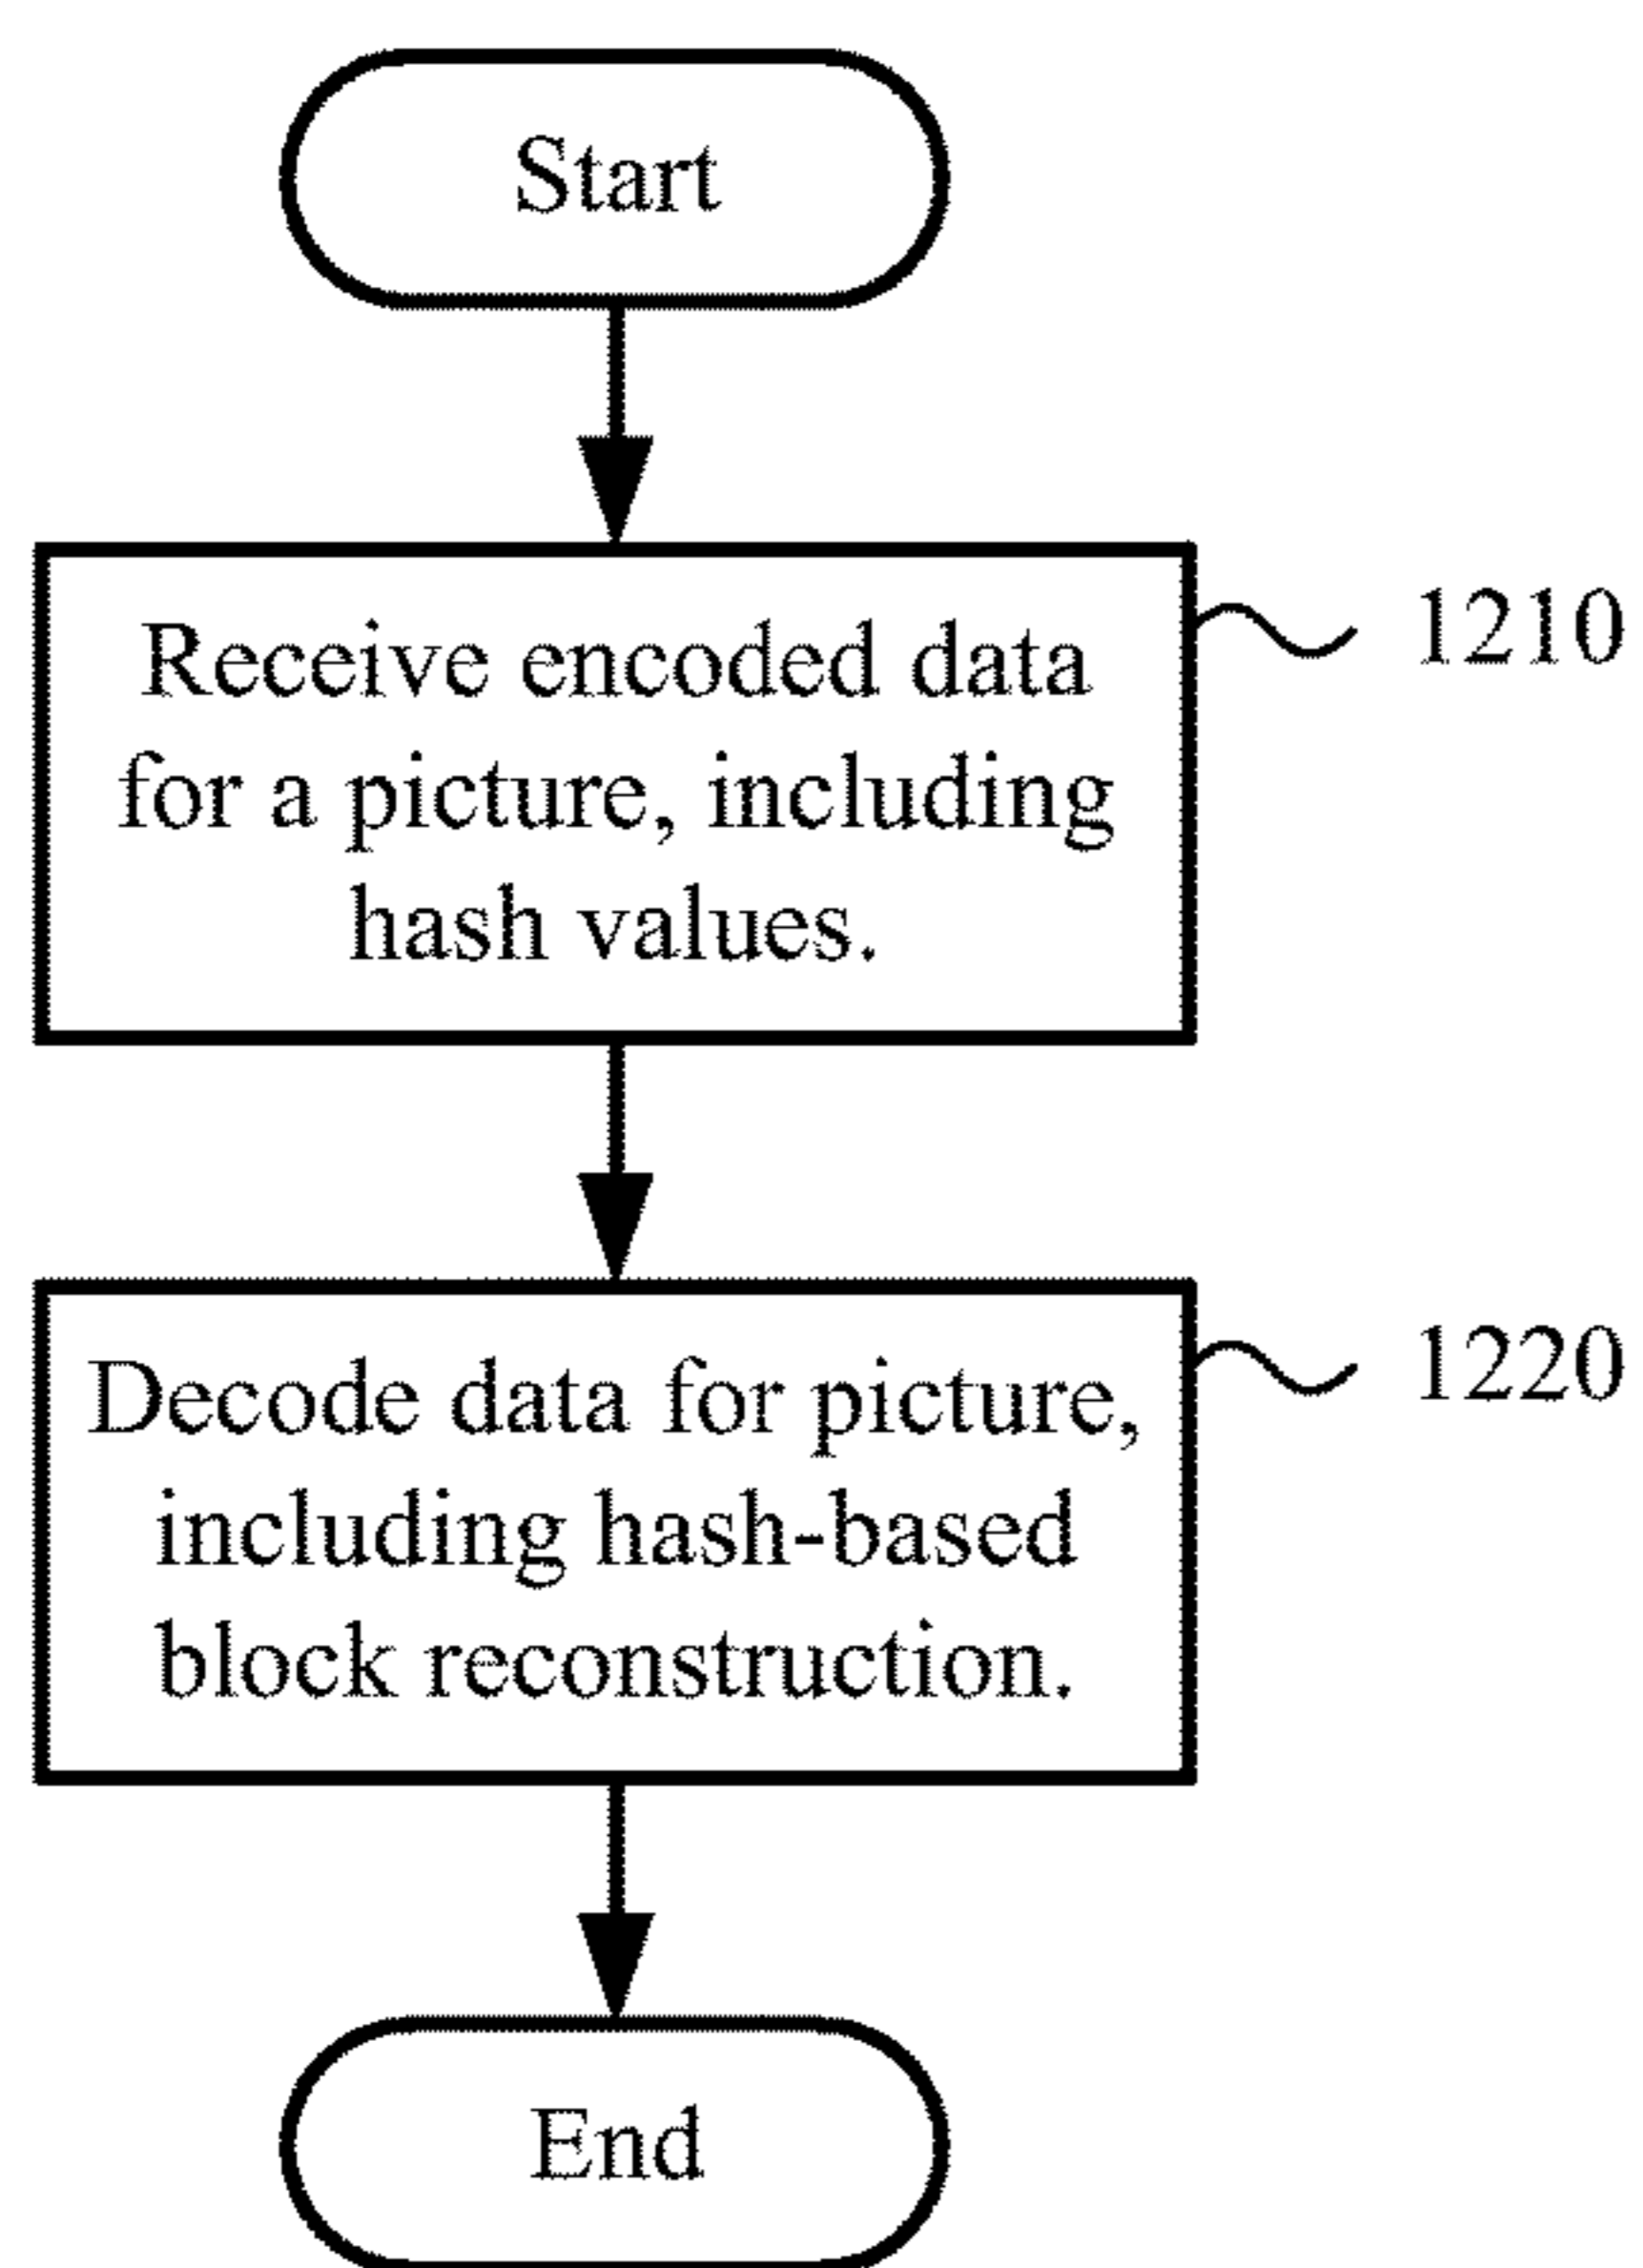 Start
Receive encoded data
for a picture, including
hash values.
1210
Decode data for picture,
including hash-based
block reconstruction.
1220
End